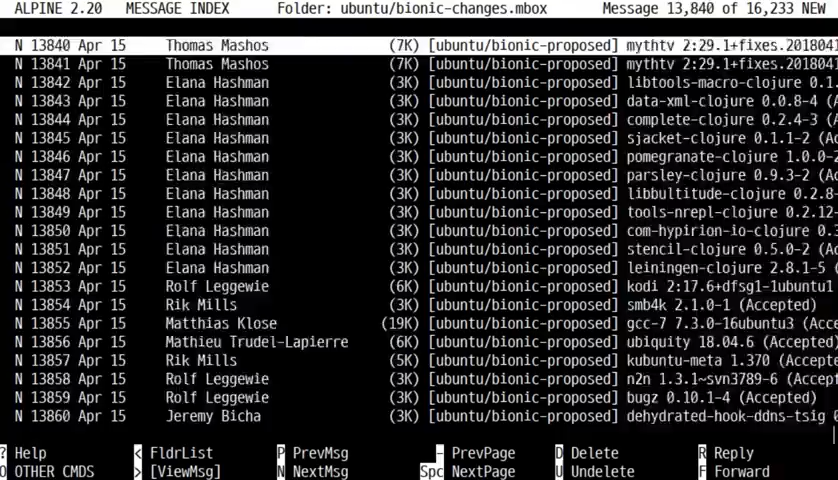 ALPINE 2.20 MESSAGE INDEX Folder: ubuntu/bionic-changes.mbox Message 13,840 of 16,233 NEW
N 13840 Apr 15 Thomas Mashos (7K) [ubuntu/bionic-proposed] mythtv 2:29.1+fixes.2018041
N 13841 Apr 15 Thomas Mashos (7K) [ubuntu/bionic-proposed] mythtv 2:29.1+fixes.2018041
N 13842 Apr 15 Elana Hashman (3K) [ubuntu/bionic-proposed] libtools-macro-clojure 0.1.
N 13843 Apr 15 Elana Hashman (3K) [ubuntu/bionic-proposed] data-xml-clojure 0.0.8-4 (A
N 13844 Apr 15 Elana Hashman (3K) [ubuntu/bionic-proposed] complete-clojure 0.2.4-3 (A
N 13845 Apr 15 Elana Hashman (3K) [ubuntu/bionic-proposed] sjacket-clojure 0.1.1-2 (Ac
N 13846 Apr 15 Elana Hashman (3K) [ubuntu/bionic-proposed] pomegranate-clojure 1.0.0-2
N 13847 Apr 15 Elana Hashman (3K) [ubuntu/bionic-proposed] parsley-clojure 0.9.3-2 (Ac
N 13848 Apr 15 Elana Hashman (3K) [ubuntu/bionic-proposed] libbultitude-clojure 0.2.8-
N 13849 Apr 15 Elana Hashman (3K) [ubuntu/bionic-proposed] tools-nrepl-clojure 0.2.12-
N 13850 Apr 15 Elana Hashman (3K) [ubuntu/bionic-proposed] com-hypirion-io-clojure 0.3
N 13851 Apr 15 Elana Hashman (3K) [ubuntu/bionic-proposed] stencil-clojure 0.5.0-2 (Ac
N 13852 Apr 15 Elana Hashman (3K) [ubuntu/bionic-proposed] leiningen-clojure 2.8.1-5 (
N 13853 Apr 15 Rolf Leggewie (6K) [ubuntu/bionic-proposed] kodi 2:17.6+dfsg1-1ubuntu1
N 13854 Apr 15 Rik Mills (3K) [ubuntu/bionic-proposed] smb4k 2.1.0-1 (Accepted)
N 13855 Apr 15 Matthias Klose (19K) [ubuntu/bionic-proposed] gcc-7 7.3.0-16ubuntu3 (Acc
N 13856 Apr 15 Mathieu Trudel-Lapierre (6K) [ubuntu/bionic-proposed] ubiquity 18.04.6 (Accepted)
N 13857 Apr 15 Rik Mills (5K) [ubuntu/bionic-proposed] kubuntu-meta 1.370 (Accepte
N 13858 Apr 15 Rolf Leggewie (3K) [ubuntu/bionic-proposed] n2n 1.3.1~svn3789-6 (Accept
N 13859 Apr 15 Rolf Leggewie (3K) [ubuntu/bionic-proposed] bugz 0.10.1-4 (Accepted)
N 13860 Apr 15 Jeremy Bicha (3K) [ubuntu/bionic-proposed] dehydrated-hook-ddns-tsig 0
? Help < FldrList P PrevMsg - PrevPage D Delete R Reply
O OTHER CMDS > [ViewMsg] N NextMsg Spc NextPage U Undelete F Forward